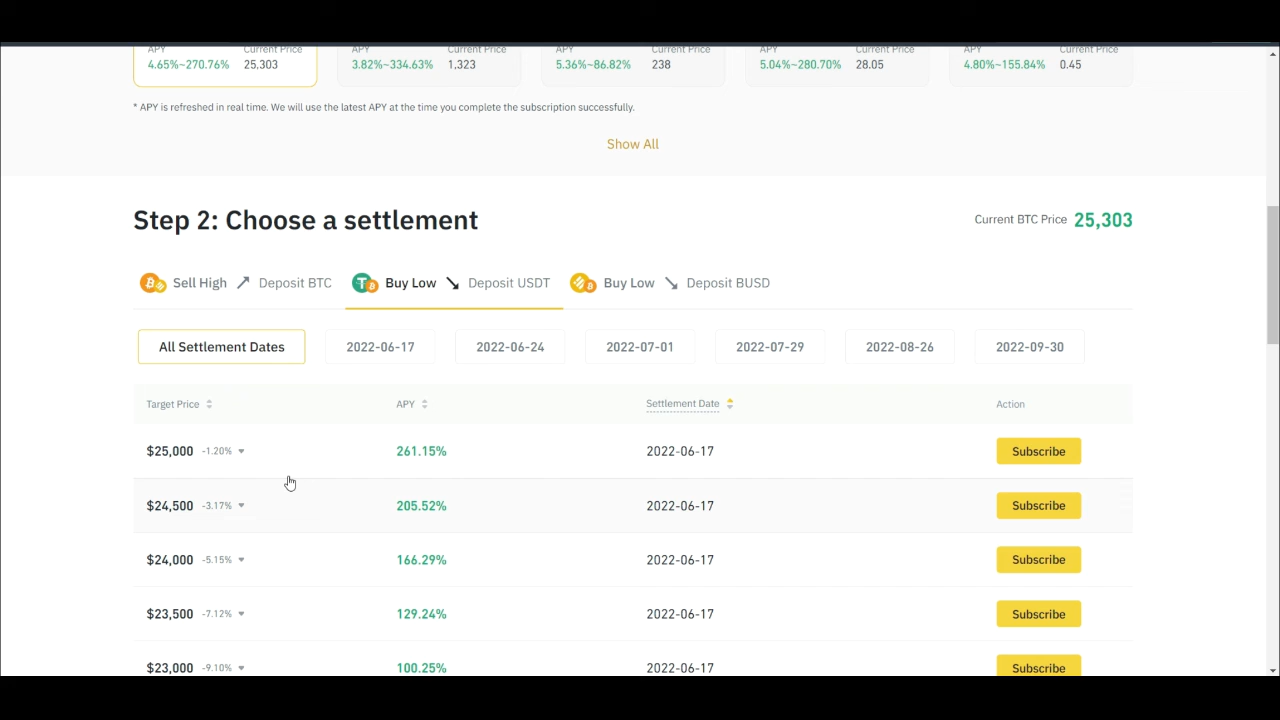 APY Current Price APY Current Price APY Current Price APY Current Price APY Current Price
4.65%~270.76% 25,303 3.82%~334.63% 1,323 5.36%~86.82% 238 5.04%~280.70% 28.05 4.80%~155.84% 0.45
* APY is refreshed in real time. We will use the latest APY at the time you complete the subscription successfully.
Show All
Step 2: Choose a settlement
Current BTC Price 25,303
Sell High Deposit BTC Buy Low Deposit USDT Buy Low Deposit BUSD
All Settlement Dates 2022-06-17 2022-06-24 2022-07-01 2022-07-29 2022-08-26 2022-09-30
Target Price APY Settlement Date Action
$25,000 -1.20% 261.15% 2022-06-17 Subscribe
$24,500 -3.17% 205.52% 2022-06-17 Subscribe
$24,000 -5.15% 166.29% 2022-06-17 Subscribe
$23,500 -7.12% 129.24% 2022-06-17 Subscribe
$23,000 -9.10% 100.25% 2022-06-17 Subscribe